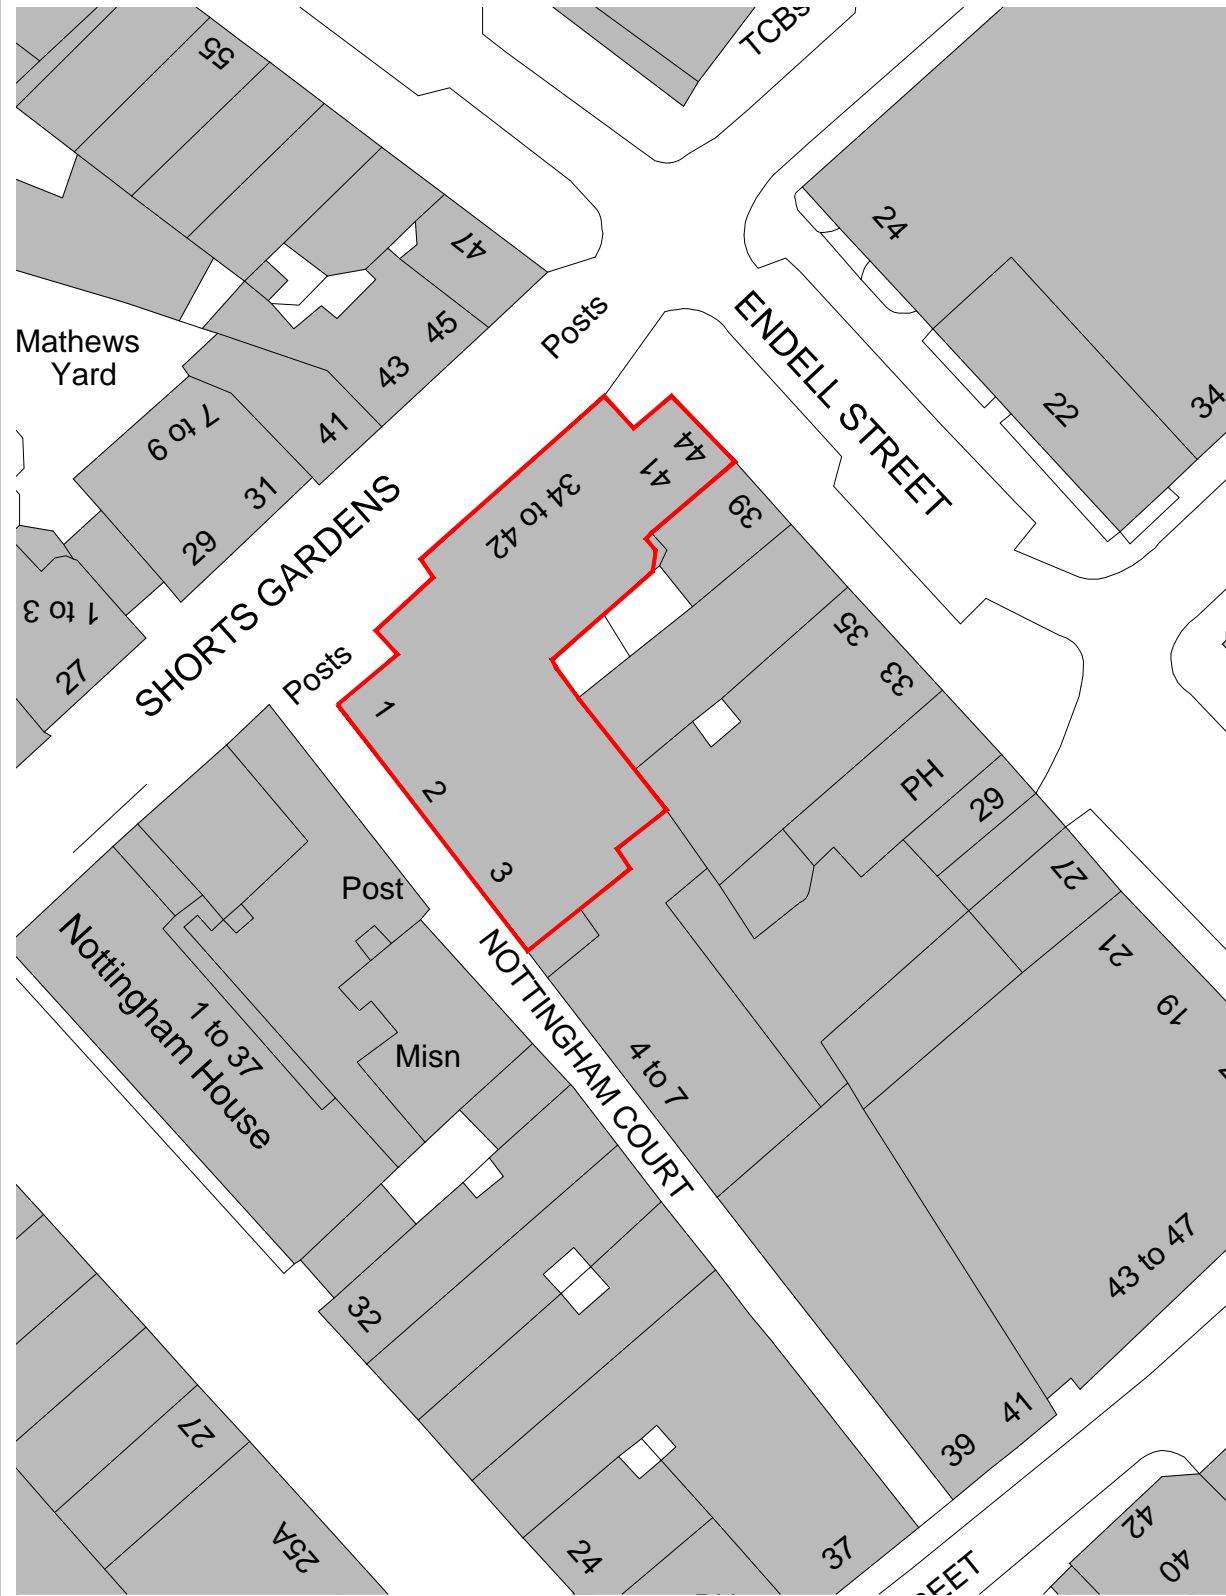 55
TCBs
47
24
Posts
ENDELL STREET
Mathews
Yard
45
43
41
7 to 9
22
34
44
41
34 to 42
39
31
29
SHORTS GARDENS
1 to 3
27
Posts
35
33
1
2
3
PH
29
27
Post
Nottingham House
1 to 37
NOTTINGHAM COURT
21
19
Misn
4 to 7
43 to 47
32
27
41
39
25A
24
37
42
40